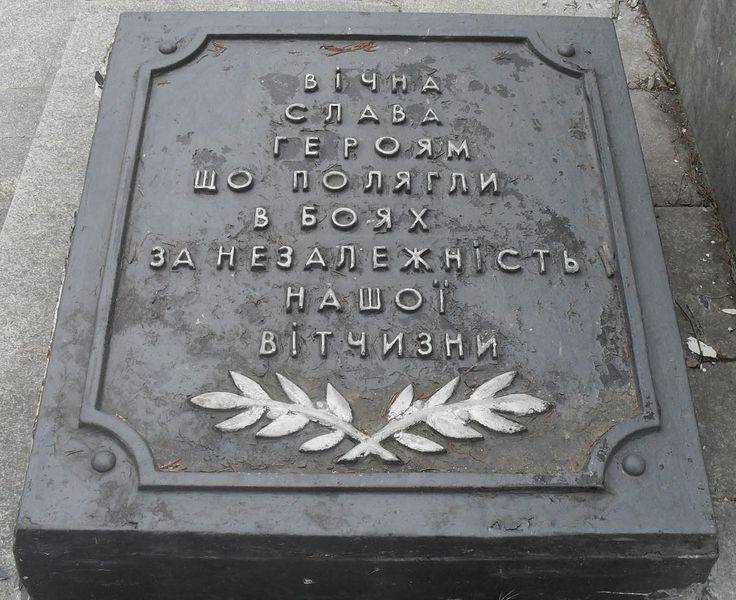 ВІЧНА
СЛАВА
ГЕРОЯМ
ЩО ПОЛЯГЛИ
В БОЯХ
ЗА НЕЗАЛЕЖНІСТЬ
НАШОЇ
ВІТЧИЗНИ